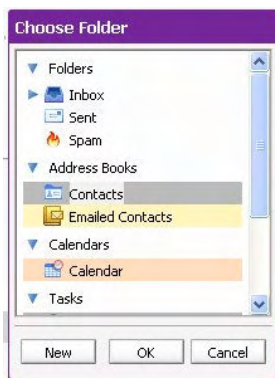 Choose Folder
Folders
Inbox
Sent
Spam
Address Books
Contacts
Emailed Contacts
Calendars
Calendar
Tasks
New OK Cancel